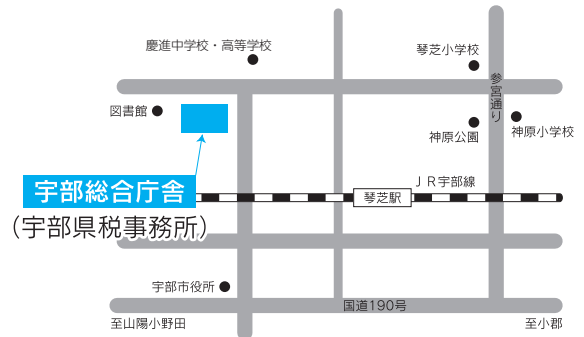 慶進中学校・高等学校
琴芝小学校
参宮通り
図書館
神原公園
神原小学校
宇部総合庁舎
(宇部県税事務所)
JR宇部線
琴芝駅
宇部市役所
国道190号
至山陽小野田
至小郡